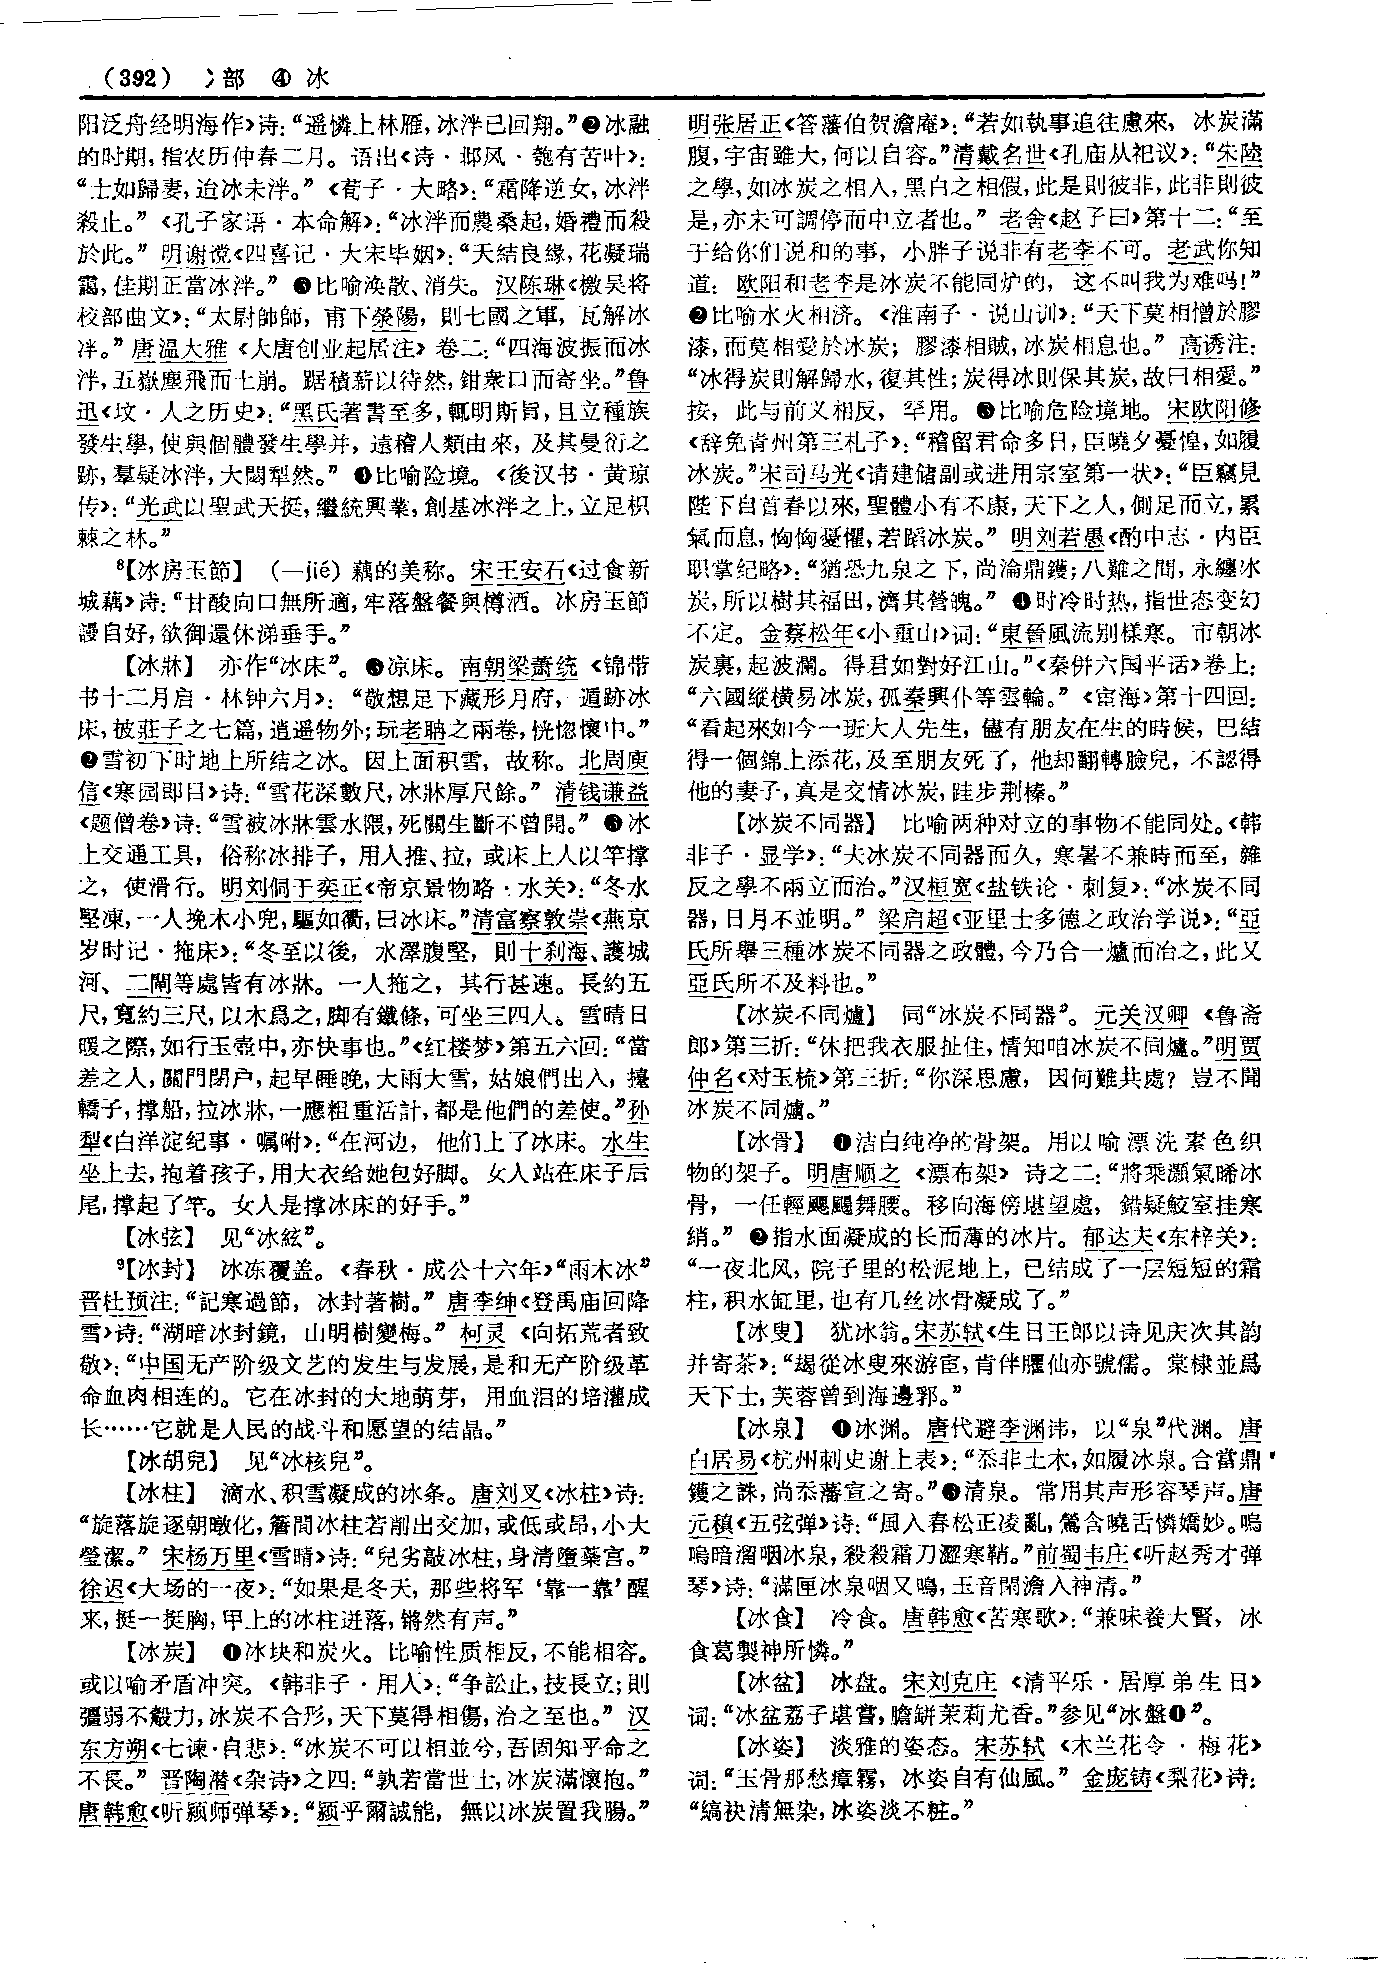 （392） 冫部 ④ 冰
阳泛舟经明海作》诗：“遥憐上林雁，冰泮已回翔。”❷冰融
的时期，指农历仲春二月。语出《诗·邶风·匏有苦叶》：
“士如歸妻，迨冰未泮。”《荀子·大略》：“霜降逆女，冰泮
殺止。”《孔子家语·本命解》：“冰泮而農桑起，婚禮而殺
於此。”明谢谠《四喜记·大宋毕姻》：“天結良缘，花凝瑞
靄，佳期正當冰泮。”❸比喻涣散、消失。汉陈琳《檄吴将
校部曲文》：“太尉帥師，甫下滎陽，則七國之軍，瓦解冰
泮。”唐温大雅《大唐创业起居注》卷二：“四海波振而冰
泮，五嶽塵飛而土崩。踞積薪以待然，鉗衆口而寄坐。”鲁
迅《坟·人之历史》：“黑氏著書至多，輒明斯旨，且立種族
發生學，使與個體發生學并，遠稽人類由來，及其曼衍之
跡，羣疑冰泮，大閟犁然。”❹比喻险境。《後汉书·黄琼
传》：“光武以聖武天挺，繼統興業，創基冰泮之上，立足枳
棘之林。”
8【冰房玉節】（一jié）藕的美称。宋王安石《过食新
城藕》诗：“甘酸向口無所適，牢落盤餐與樽酒。冰房玉節
謾自好，欲御還休涕垂手。”
【冰牀】 亦作“冰床”。❶凉床。南朝梁萧统《锦带
书十二月启·林钟六月》：“敬想足下藏形月府，遁跡冰
床，披莊子之七篇，逍遥物外；玩老聃之兩卷，恍惚懷中。”
❷雪初下时地上所结之冰。因上面积雪，故称。北周庾
信《寒园即目》诗：“雪花深數尺，冰牀厚尺餘。”清钱谦益
《题僧卷》诗：“雪被冰牀雲水隈，死關生斷不曾開。”❸冰
上交通工具，俗称冰排子，用人推、拉，或床上人以竿撑
之，使滑行。明刘侗于奕正《帝京景物略·水关》：“冬水
堅凍，一人挽木小兜，驅如衢，曰冰床。”清富察敦崇《燕京
岁时记·拖床》：“冬至以後，水澤腹堅，則十刹海、護城
河、二閘等處皆有冰牀。一人拖之，其行甚速。長約五
尺，寬約三尺，以木爲之，脚有鐵條，可坐三四人。雪晴日
暖之際，如行玉壺中，亦快事也。”《红楼梦》第五六回：“當
差之人，關門閉户，起早睡晚，大雨大雪，姑娘們出入，擡
轎子，撑船，拉冰牀，一應粗重活計，都是他們的差使。”孙
犁《白洋淀纪事·嘱咐》：“在河边，他们上了冰床。水生
坐上去，抱着孩子，用大衣给她包好脚。女人站在床子后
尾，撑起了竿。女人是撑冰床的好手。”
【冰弦】 见“冰絃”。
9【冰封】 冰冻覆盖。《春秋·成公十六年》“雨木冰”
晋杜预注：“記寒過節，冰封著樹。”唐李绅《登禹庙回降
雪》诗：“湖暗冰封鏡，山明樹變梅。”柯灵《向拓荒者致
敬》：“中国无产阶级文艺的发生与发展，是和无产阶级革
命血肉相连的。它在冰封的大地萌芽，用血泪的培灌成
长……它就是人民的战斗和愿望的结晶。”
【冰胡兒】 见“冰核兒”。
【冰柱】 滴水、积雪凝成的冰条。唐刘叉《冰柱》诗：
“旋落旋逐朝暾化，簷間冰柱若削出交加，或低或昂，小大
瑩潔。”宋杨万里《雪晴》诗：“兒劣敲冰柱，身清墮蘂宫。”
徐迟《大场的一夜》：“如果是冬天，那些将军‘靠一靠’醒
来，挺一挺胸，甲上的冰柱迸落，锵然有声。”
【冰炭】 ❶冰块和炭火。比喻性质相反，不能相容。
或以喻矛盾冲突。《韩非子·用人》：“争訟止，技長立；則
彊弱不觳力，冰炭不合形，天下莫得相傷，治之至也。”汉
东方朔《七谏·自悲》：“冰炭不可以相並兮，吾固知乎命之
不長。”晋陶潜《杂诗》之四：“孰若當世士，冰炭滿懷抱。”
唐韩愈《听颖师弹琴》：“颖乎爾誠能，無以冰炭置我腸。”
明张居正《答藩伯贺澹庵》：“若如執事追往慮來，冰炭滿
腹，宇宙雖大，何以自容。”清戴名世《孔庙从祀议》：“朱陸
之學，如冰炭之相入，黑白之相假，此是則彼非，此非則彼
是，亦未可調停而中立者也。”老舍《赵子曰》第十二：“至
于给你们说和的事，小胖子说非有老李不可。老武你知
道：欧阳和老李是冰炭不能同炉的，这不叫我为难吗！”
❷比喻水火相济。《淮南子·说山训》：“天下莫相憎於膠
漆，而莫相愛於冰炭；膠漆相賊，冰炭相息也。”高诱注：
“冰得炭則解歸水，復其性；炭得冰則保其炭，故曰相愛。”
按，此与前义相反，罕用。❸比喻危险境地。宋欧阳修
《辞免青州第三札子》：“稽留君命多日，臣曉夕憂惶，如履
冰炭。”宋司马光《请建储副或进用宗室第一状》：“臣竊見
陛下自首春以來，聖體小有不康，天下之人，側足而立，累
氣而息，恟恟憂懼，若蹈冰炭。”明刘若愚《酌中志·内臣
职掌纪略》：“猶恐九泉之下，尚淪鼎鑊；八難之間，永纏冰
炭，所以樹其福田，濟其營魄。”❹时冷时热，指世态变幻
不定。金蔡松年《小重山》词：“東晉風流别樣寒。市朝冰
炭裏，起波瀾。得君如對好江山。”《秦併六国平话》卷上：
“六國縱横易冰炭，孤秦興仆等雲輪。”《宦海》第十四回：
“看起來如今一班大人先生，儘有朋友在生的時候，巴結
得一個錦上添花，及至朋友死了，他却翻轉臉兒，不認得
他的妻子，真是交情冰炭，跬步荆榛。”
【冰炭不同器】 比喻两种对立的事物不能同处。《韩
非子·显学》：“夫冰炭不同器而久，寒暑不兼時而至，雜
反之學不兩立而治。”汉桓宽《盐铁论·刺复》：“冰炭不同
器，日月不並明。”梁启超《亚里士多德之政治学说》：“亞
氏所舉三種冰炭不同器之政體，今乃合一爐而冶之，此又
亞氏所不及料也。”
【冰炭不同爐】 同“冰炭不同器”。元关汉卿《鲁斋
郎》第三折：“休把我衣服扯住，情知咱冰炭不同爐。”明贾
仲名《对玉梳》第三折：“你深思慮，因何難共處？豈不聞
冰炭不同爐。”
【冰骨】 ❶洁白纯净的骨架。用以喻漂洗素色织
物的架子。明唐顺之《漂布架》诗之二：“將乘灝氣晞冰
骨，一任輕颸颺舞腰。移向海傍堪望處，錯疑鮫室挂寒
绡。”❷指水面凝成的长而薄的冰片。郁达夫《东梓关》：
“一夜北风，院子里的松泥地上，已结成了一层短短的霜
柱，积水缸里，也有几丝冰骨凝成了。”
【冰叟】 犹冰翁。宋苏轼《生日王郎以诗见庆次其韵
并寄茶》：“朅從冰叟來游宦，肯伴臞仙亦號儒。棠棣並爲
天下士，芙蓉曾到海邊郛。”
【冰泉】 ❶冰渊。唐代避李渊讳，以“泉”代渊。唐
白居易《杭州刺史谢上表》：“忝非土木，如履冰泉。合當鼎
鑊之誅，尚忝藩宣之寄。”❷清泉。常用其声形容琴声。唐
元稹《五弦弹》诗：“風入春松正凌亂，鶯含曉舌憐嬌妙。嗚
嗚暗溜咽冰泉，殺殺霜刀澀寒鞘。”前蜀韦庄《听赵秀才弹
琴》诗：“滿匣冰泉咽又鳴，玉音閑澹入神清。”
【冰食】 冷食。唐韩愈《苦寒歌》：“兼味養大賢，冰
食葛製神所憐。”
【冰盆】 冰盘。宋刘克庄《清平乐·居厚弟生日》
词：“冰盆荔子堪嘗，膽缾茉莉尤香。”参见“冰盤❶”。
【冰姿】 淡雅的姿态。宋苏轼《木兰花令·梅花》
词：“玉骨那愁瘴霧，冰姿自有仙風。”金庞铸《梨花》诗：
“縞袂清無染，冰姿淡不粧。”